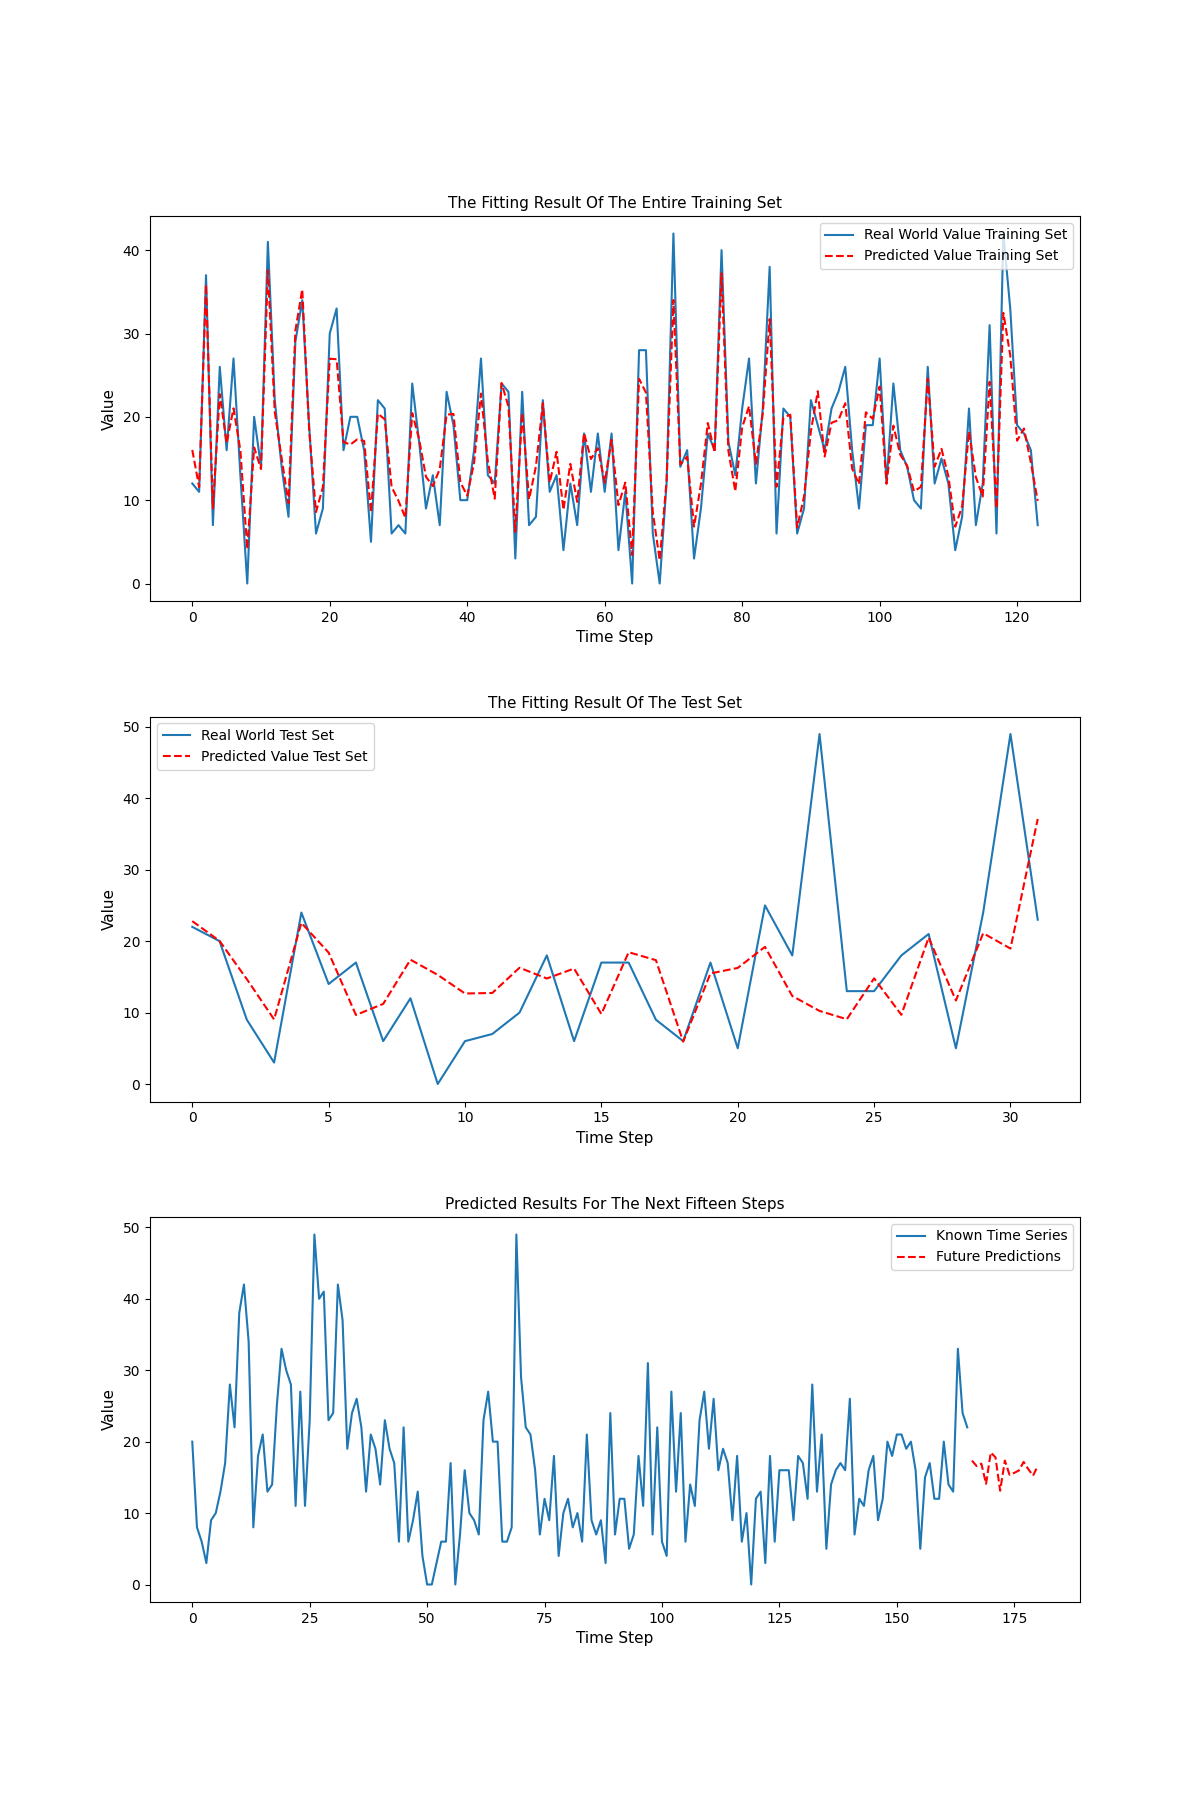 The Fitting Result Of The Entire Training Set
Real World Value Training Set
Predicted Value Training Set
Value
40
30
20
10
0
0 20 40 60 80 100 120
Time Step
The Fitting Result Of The Test Set
Real World Test Set
Predicted Value Test Set
Value
50
40
30
20
10
0
0 5 10 15 20 25 30
Time Step
Predicted Results For The Next Fifteen Steps
Known Time Series
Future Predictions
Value
50
40
30
20
10
0
0 25 50 75 100 125 150 175
Time Step